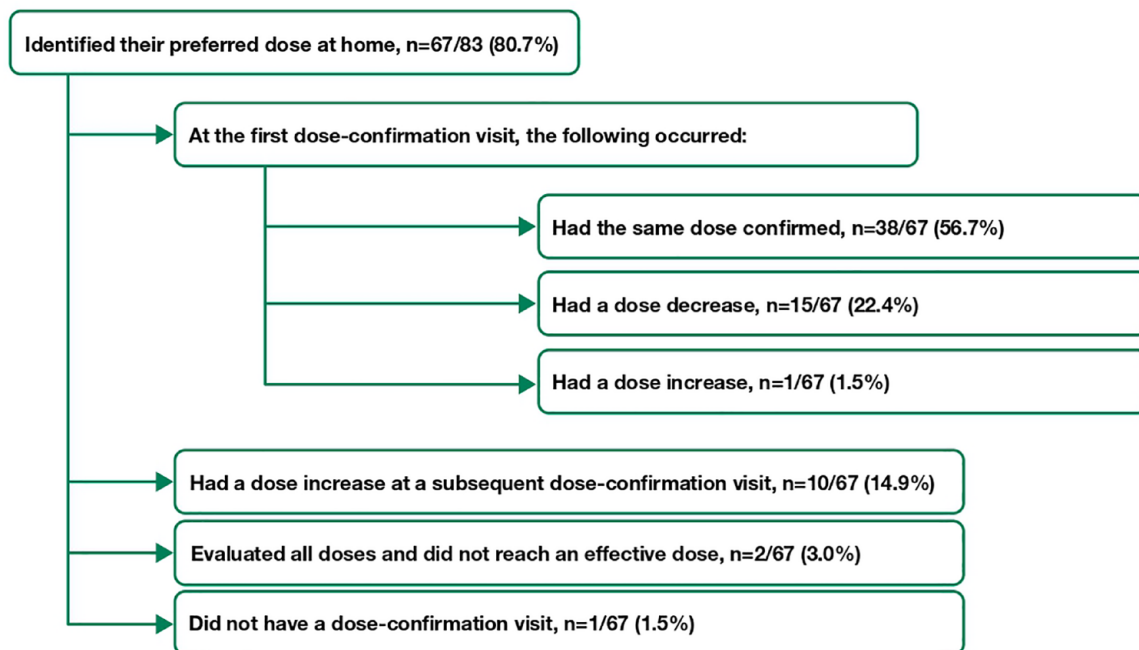 Identified their preferred dose at home, n=67/83 (80.7%)
At the first dose-confirmation visit, the following occurred:
Had the same dose confirmed, n=38/67 (56.7%)
Had a dose decrease, n=15/67 (22.4%)
Had a dose increase, n=1/67 (1.5%)
Had a dose increase at a subsequent dose-confirmation visit, n=10/67 (14.9%)
Evaluated all doses and did not reach an effective dose, n=2/67 (3.0%)
Did not have a dose-confirmation visit, n=1/67 (1.5%)